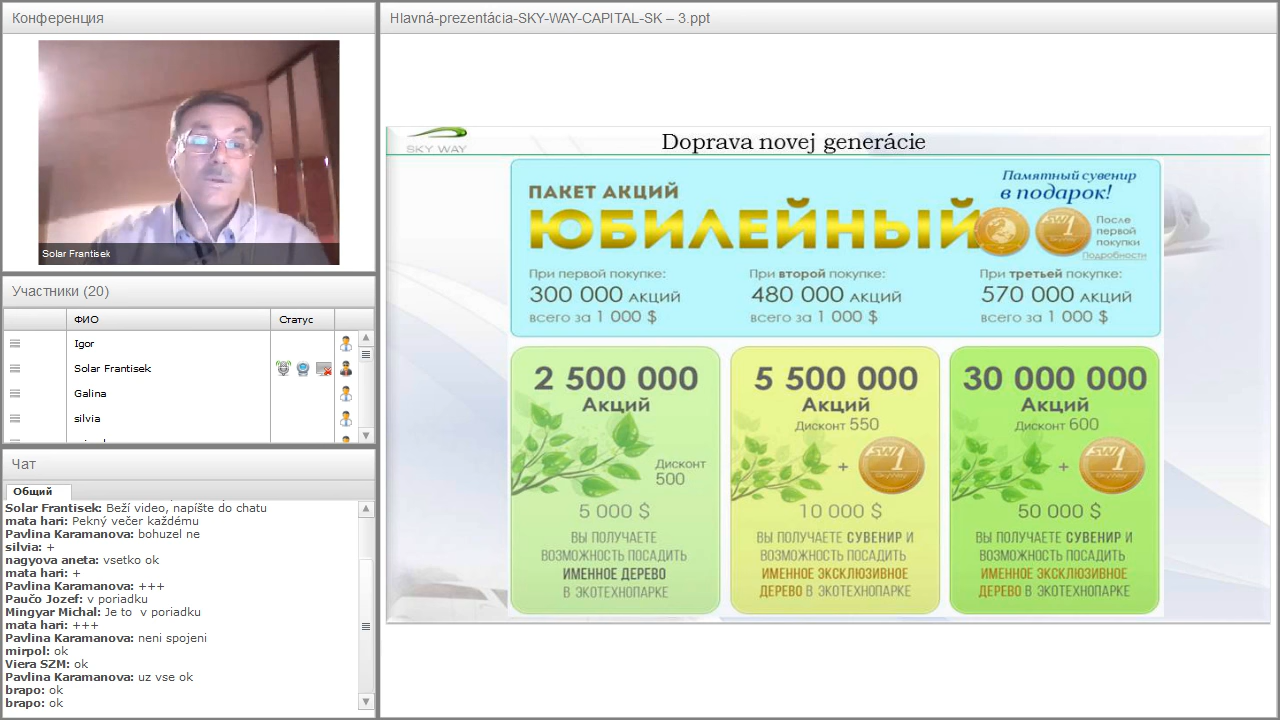 Конференция
Solar Frantisek
Участники (20)
ФИО
Статус
Igor
Solar Frantisek
Galina
silvia
Чат
Общий
Solar Frantisek: Beží video, napíšte do chatu
mata hari: Pekný večer každému
Pavlina Karamanova: bohuzel ne
silvia: +
nagyova aneta: vsetko ok
mata hari: +
Pavlina Karamanova: +++
Paučo Jozef: v poriadku
Mingyar Michal: Je to v poriadku
mata hari: +++
Pavlina Karamanova: neni spojeni
mirpol: ok
Viera SZM: ok
Pavlina Karamanova: uz vse ok
brapo: ok
brapo: ok
Hlavná-prezentácia-SKY-WAY-CAPITAL-SK – 3.ppt
SKY WAY
Doprava novej generácie
ПАКЕТ АКЦИЙ
ЮБИЛЕЙНЫЙ
Памятный сувенир
в подарок!
SW 1
После
первой
покупки
Подробности
При первой покупке:
300 000 АКЦИЙ
всего за 1 000 $
При второй покупке:
480 000 АКЦИЙ
всего за 1 000 $
При третьей покупке:
570 000 АКЦИЙ
всего за 1 000 $
2 500 000
Акций
Дисконт
500
5 000 $
ВЫ ПОЛУЧАЕТЕ
ВОЗМОЖНОСТЬ ПОСАДИТЬ
ИМЕННОЕ ДЕРЕВО
В ЭКОТЕХНОПАРКЕ
5 500 000
Акций
Дисконт 550
+
SW 1
10 000 $
ВЫ ПОЛУЧАЕТЕ СУВЕНИР И
ВОЗМОЖНОСТЬ ПОСАДИТЬ
ИМЕННОЕ ЭКСКЛЮЗИВНОЕ
ДЕРЕВО В ЭКОТЕХНОПАРКЕ
30 000 000
Акций
Дисконт 600
+
SW 1
50 000 $
ВЫ ПОЛУЧАЕТЕ СУВЕНИР И
ВОЗМОЖНОСТЬ ПОСАДИТЬ
ИМЕННОЕ ЭКСКЛЮЗИВНОЕ
ДЕРЕВО В ЭКОТЕХНОПАРКЕ